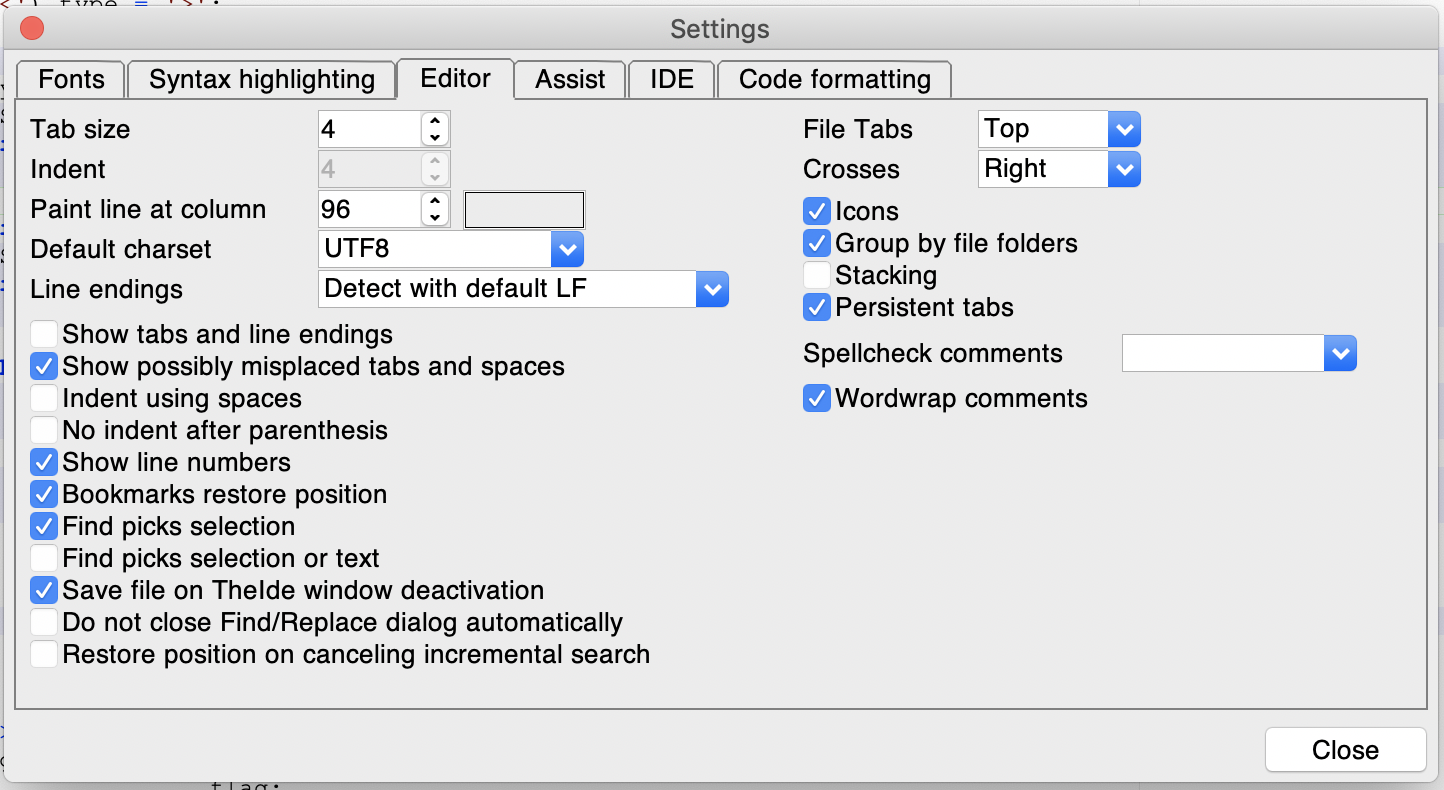 Settings
Fonts Syntax highlighting Editor Assist IDE Code formatting
Tab size 4
Indent 4
Paint line at column 96
Default charset UTF8
Line endings Detect with default LF
Show tabs and line endings
Show possibly misplaced tabs and spaces
Indent using spaces
No indent after parenthesis
Show line numbers
Bookmarks restore position
Find picks selection
Find picks selection or text
Save file on TheIde window deactivation
Do not close Find/Replace dialog automatically
Restore position on canceling incremental search
File Tabs Top
Crosses Right
Icons
Group by file folders
Stacking
Persistent tabs
Spellcheck comments
Wordwrap comments
Close